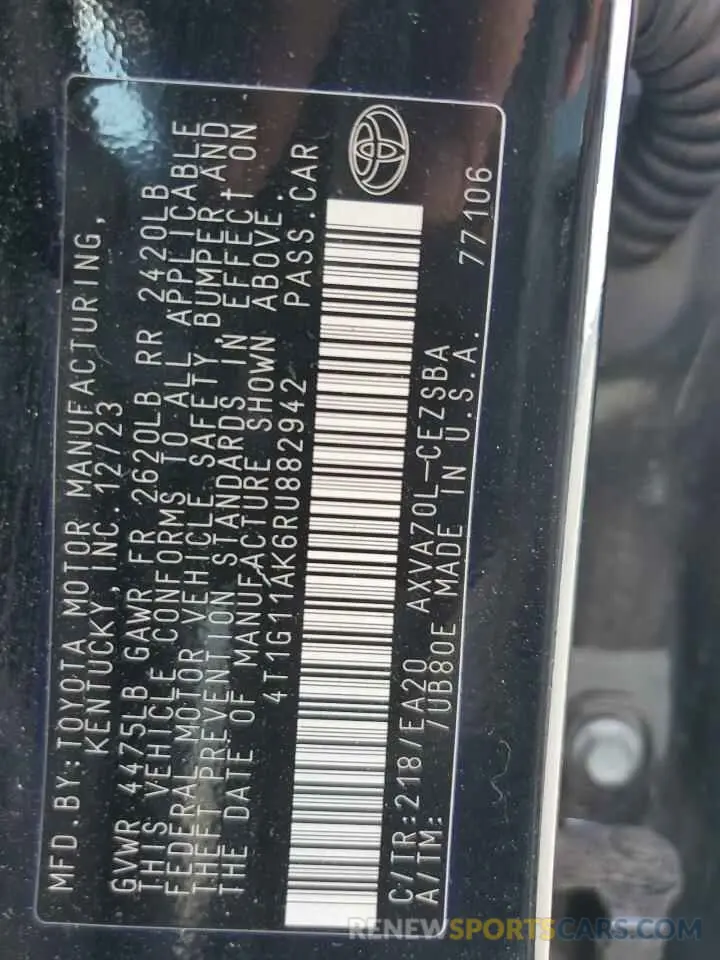 MFD.BY:TOYOTA MOTOR MANUFACTURING,
KENTUCKY, INC. 12/23
GVWR 4475LB GAWR FR 2620LB RR 2420LB
THIS VEHICLE CONFORMS TO ALL APPLICABLE
FEDERAL MOTOR VEHICLE SAFETY, BUMPER AND
THEFT PREVENTION STANDARDS IN EFFECT ON
THE DATE OF MANUFACTURE SHOWN ABOVE.
4T1G11AK6RU882942 PASS.CAR
C/TR:218/EA20 AXVA70L-CEZSBA
A/TM: 7UB80E MADE IN U.S.A. 77106
RENEWSPORTSCARS.COM